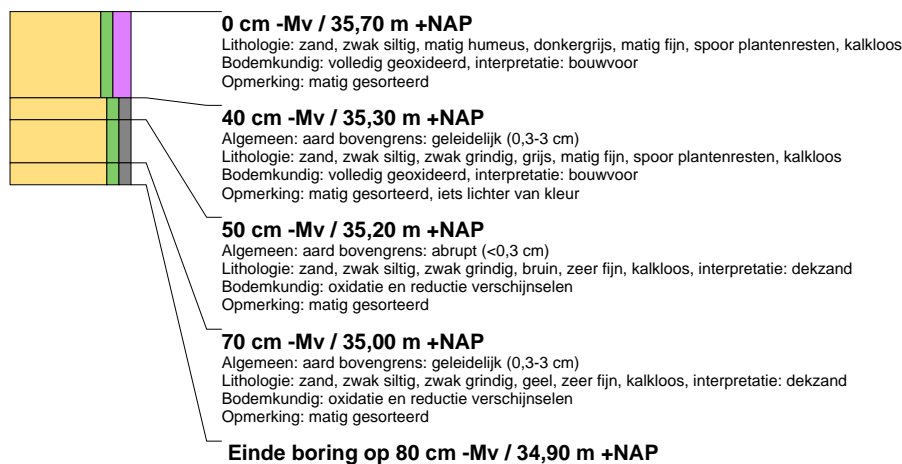 0 cm -Mv / 35,70 m +NAP
Lithologie: zand, zwak siltig, matig humeus, donkergrijs, matig fijn, spoor plantenresten, kalkloos
Bodemkundig: volledig geoxideerd, interpretatie: bouwvoor
Opmerking: matig gesorteerd
40 cm -Mv / 35,30 m +NAP
Algemeen: aard bovengrens: geleidelijk (0,3-3 cm)
Lithologie: zand, zwak siltig, zwak grindig, grijs, matig fijn, spoor plantenresten, kalkloos
Bodemkundig: volledig geoxideerd, interpretatie: bouwvoor
Opmerking: matig gesorteerd, iets lichter van kleur
50 cm -Mv / 35,20 m +NAP
Algemeen: aard bovengrens: abrupt (<0,3 cm)
Lithologie: zand, zwak siltig, zwak grindig, bruin, zeer fijn, kalkloos, interpretatie: dekzand
Bodemkundig: oxidatie en reductie verschijnselen
Opmerking: matig gesorteerd
70 cm -Mv / 35,00 m +NAP
Algemeen: aard bovengrens: geleidelijk (0,3-3 cm)
Lithologie: zand, zwak siltig, zwak grindig, geel, zeer fijn, kalkloos, interpretatie: dekzand
Bodemkundig: oxidatie en reductie verschijnselen
Opmerking: matig gesorteerd
Einde boring op 80 cm -Mv / 34,90 m +NAP